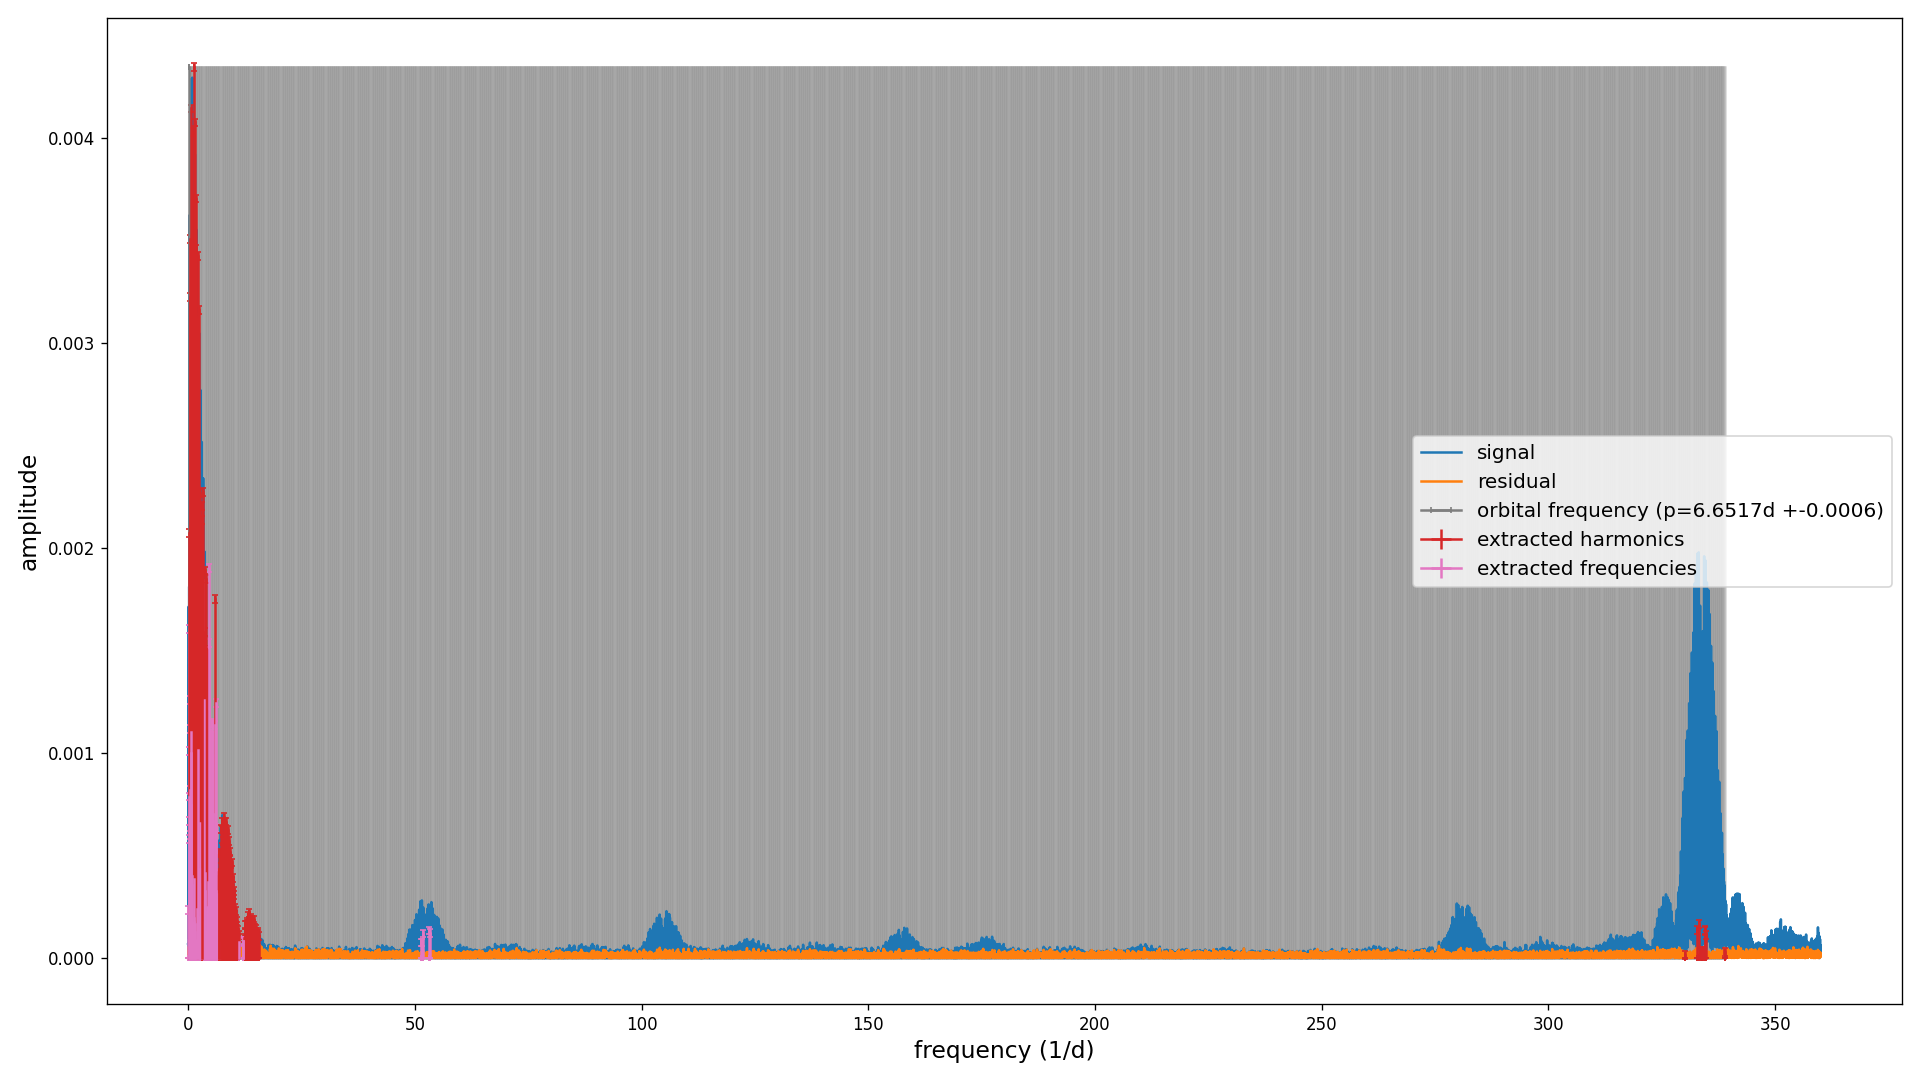 amplitude
0.004
0.003
0.002
0.001
0.000
0
50
100
150
200
250
300
350
frequency (1/d)
signal
residual
orbital frequency (p=6.6517d +-0.0006)
extracted harmonics
extracted frequencies